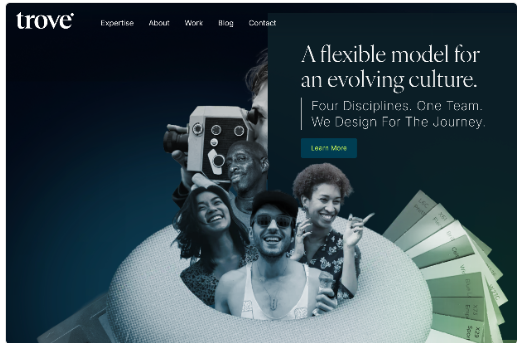 trove
Expertise About Work Blog Contact
A flexible model for
an evolving culture.
Four Disciplines. One Team.
We Design For The Journey.
Learn More